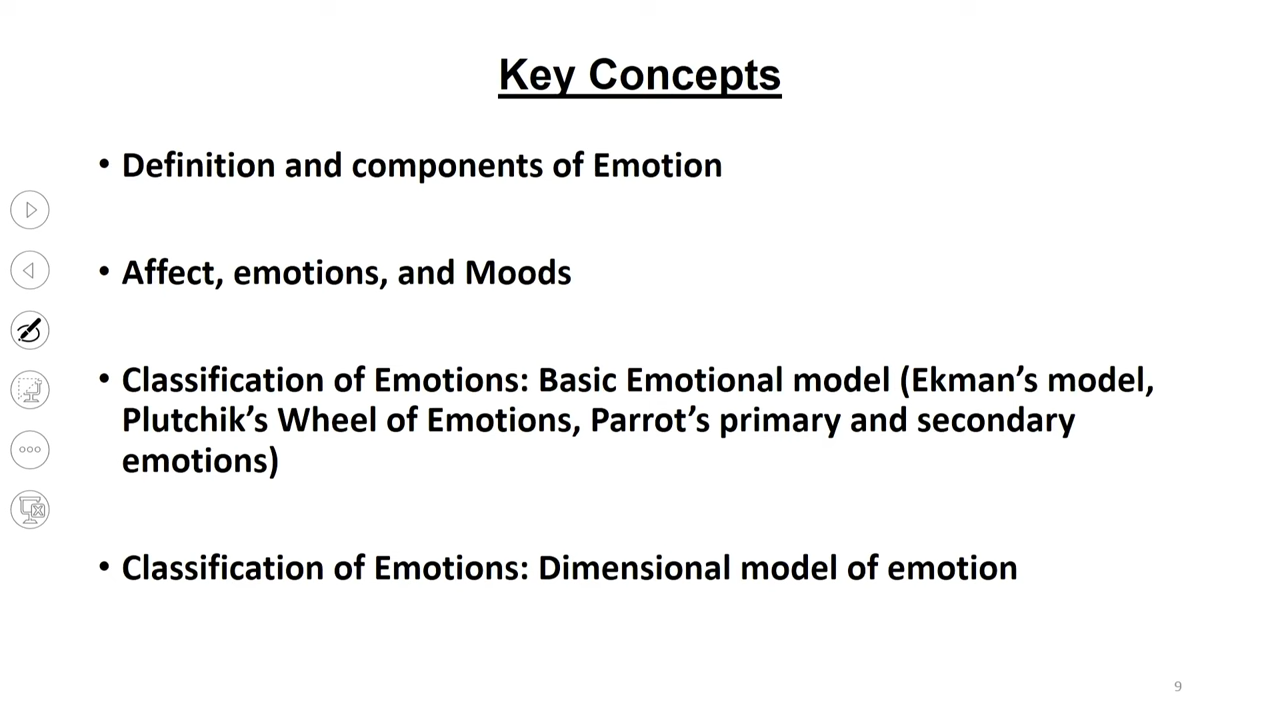 Key Concepts
• Definition and components of Emotion
• Affect, emotions, and Moods
• Classification of Emotions: Basic Emotional model (Ekman’s model,
Plutchik’s Wheel of Emotions, Parrot’s primary and secondary
emotions)
• Classification of Emotions: Dimensional model of emotion
9